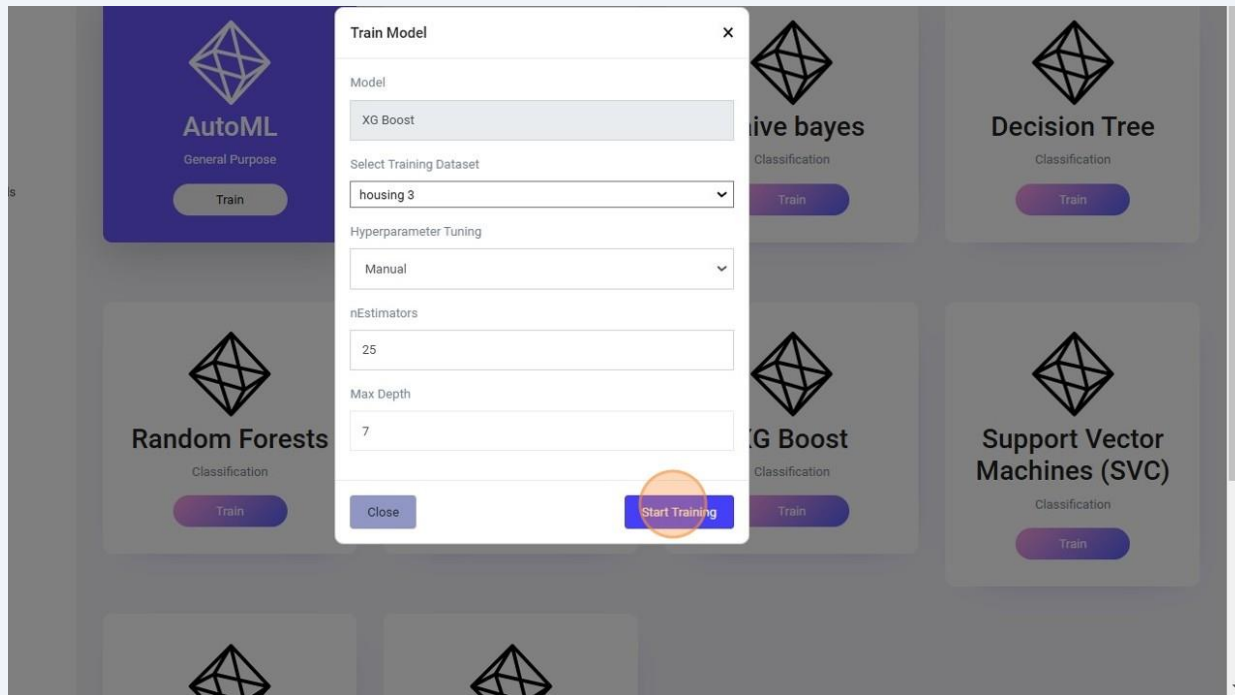 Train Model
×
Model
XG Boost
Select Training Dataset
housing 3
Hyperparameter Tuning
Manual
nEstimators
25
Max Depth
7
Close
Start Training
AutoML
General Purpose
Train
ive bayes
Classification
Train
Decision Tree
Classification
Train
Random Forests
Classification
Train
G Boost
Classification
Train
Support Vector
Machines (SVC)
Classification
Train